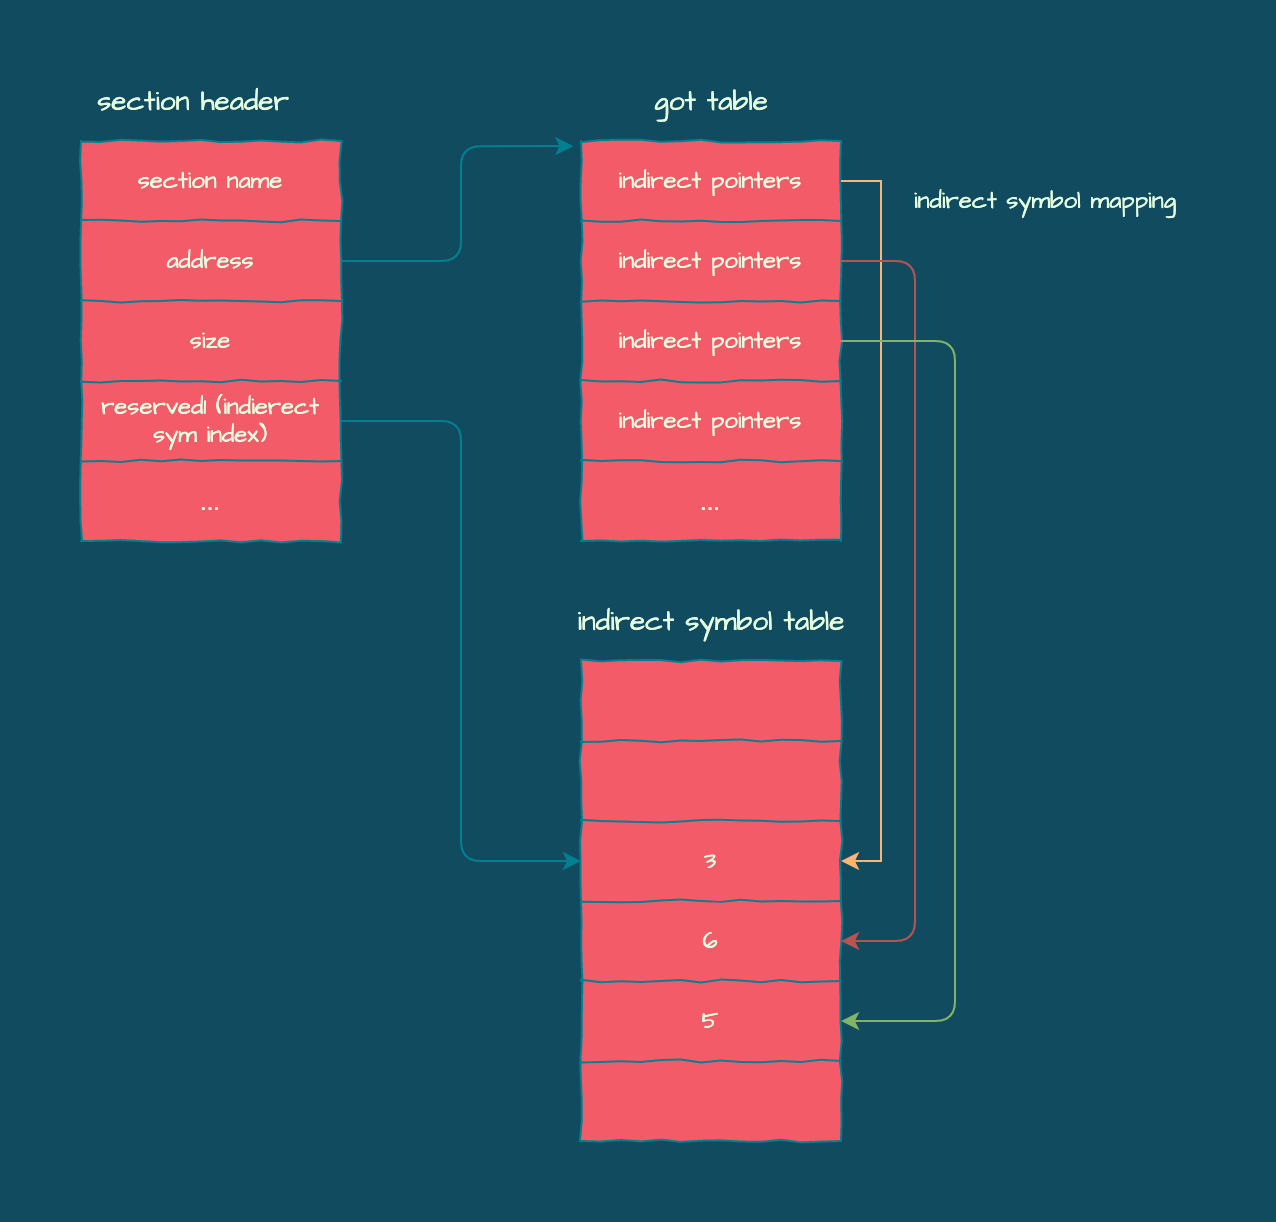 section header
section name
address
size
reserved1 (indierect
sym index)
...
got table
indirect pointers
indirect pointers
indirect pointers
indirect pointers
...
indirect symbol mapping
indirect symbol table
3
6
5